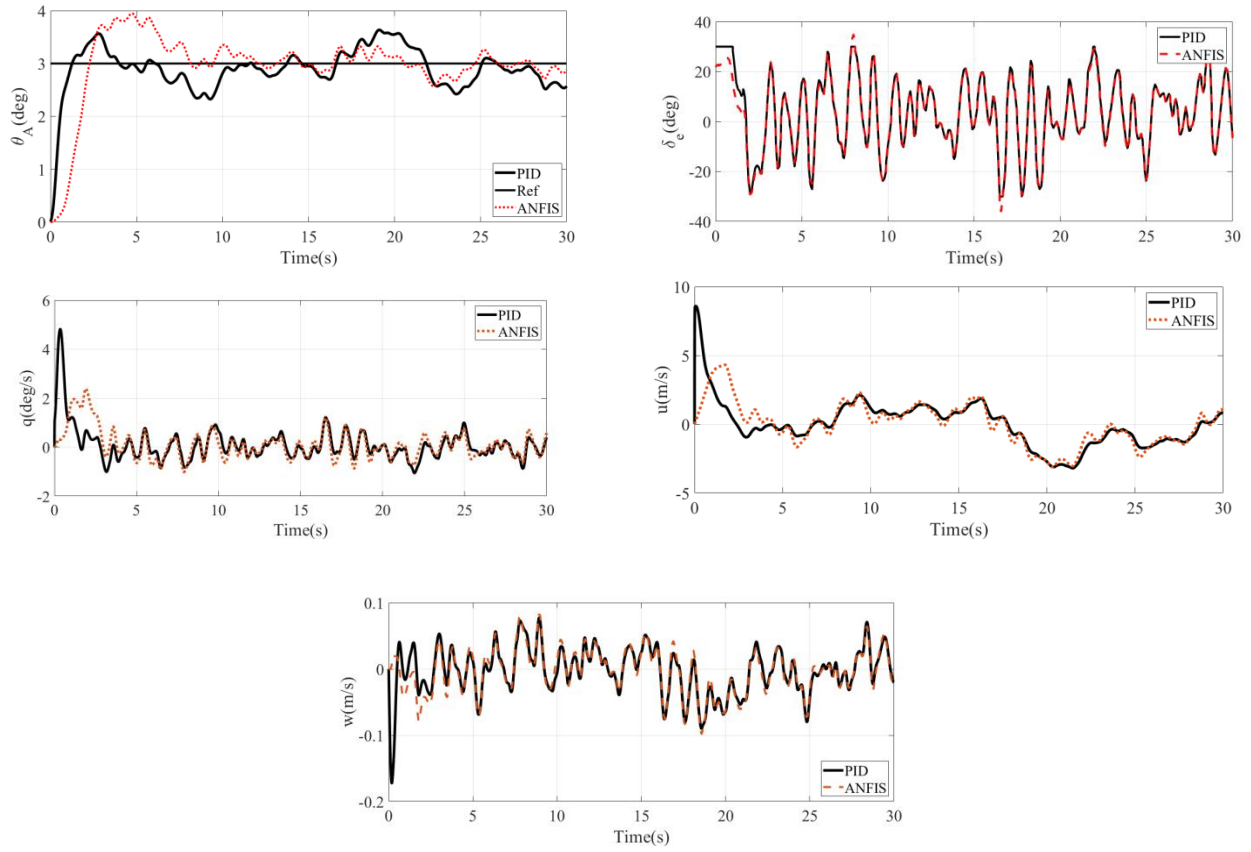 4
3
2
1
0
θ_A (deg)
PID
Ref
ANFIS
0 5 10 15 20 25 30
Time(s)
40
20
0
-20
-40
δ_e (deg)
PID
ANFIS
0 5 10 15 20 25 30
Time(s)
6
4
2
0
-2
q(deg/s)
PID
ANFIS
0 5 10 15 20 25 30
Time(s)
10
5
0
-5
u(m/s)
PID
ANFIS
0 5 10 15 20 25 30
Time(s)
0.1
0
-0.1
-0.2
w(m/s)
PID
ANFIS
0 5 10 15 20 25 30
Time(s)